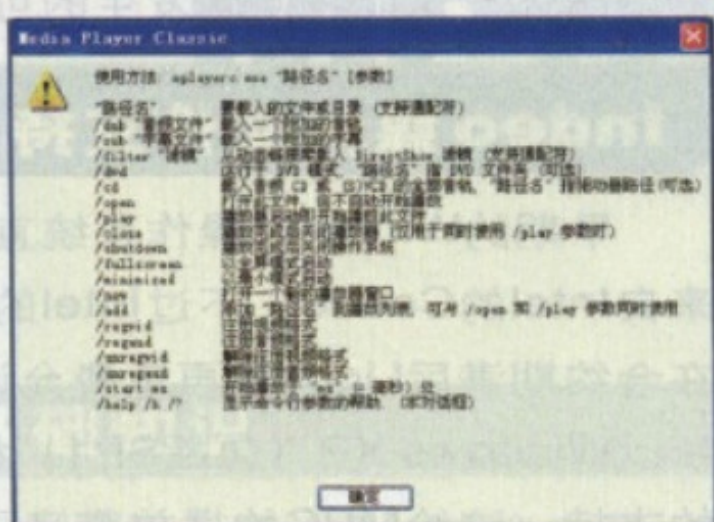 Media Player Classic
使用方法: mplayerc.exe "路径名" [参数]
"路径名" 要载入的文件或目录 (支持通配符)
/dub "音频文件" 载入一个附加的音轨
/sub "字幕文件" 载入一个附加的字幕
/filter "滤镜" 从动态链接库载入 DirectShow 滤镜 (支持通配符)
/dvd 运行于 DVD 模式, "路径名" 指 DVD 文件夹 (可选)
/cd 载入音频 CD 或 (S)VCD 的全部音轨, "路径名" 指驱动器路径(可选)
/open 打开此文件, 但不自动开始播放
/play 播放器启动即开始播放此文件
/close 播放完成后关闭播放器 (仅用于同时使用 /play 参数时)
/shutdown 播放完成后关闭操作系统
/fullscreen 以全屏模式启动
/minimized 以最小模式启动
/new 打开一个新的播放器窗口
/add 添加 "路径名" 到播放列表, 可与 /open 和 /play 参数同时使用
/regvid 注册视频格式
/regaud 注册音频格式
/unregvid 解除注册视频格式
/unregaud 解除注册音频格式
/start ms 开始播放于 "ms" (= 毫秒) 处
/help /h /? 显示命令行参数的帮助. (本对话框)
确定